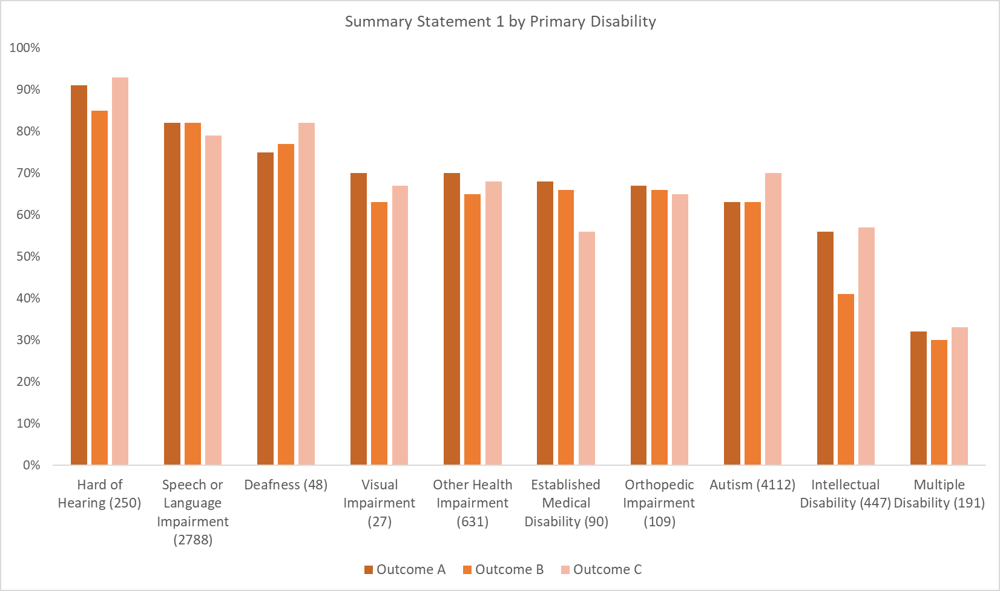 Summary Statement 1 by Primary Disability
100%
90%
80%
70%
60%
50%
40%
30%
20%
10%
0%
Hard of
Hearing (250)
Speech or
Language
Impairment
(2788)
Deafness (48)
Visual
Impairment
(27)
Other Health
Impairment
(631)
Established
Medical
Disability (90)
Orthopedic
Impairment
(109)
Autism (4112)
Intellectual
Disability (447)
Multiple
Disability (191)
Outcome A
Outcome B
Outcome C